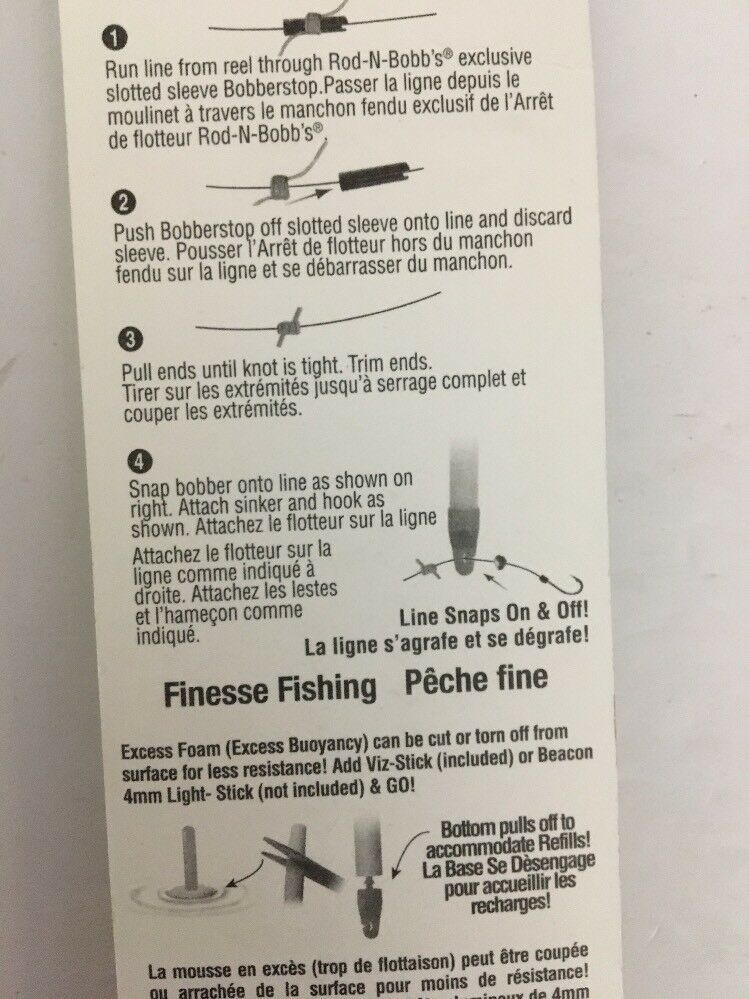 1
Run line from reel through Rod-N-Bobb's® exclusive
slotted sleeve Bobberstop.Passer la ligne depuis le
moulinet à travers le manchon fendu exclusif de l'Arrêt
de flotteur Rod-N-Bobb's®.
2
Push Bobberstop off slotted sleeve onto line and discard
sleeve. Pousser l'Arrêt de flotteur hors du manchon
fendu sur la ligne et se débarrasser du manchon.
3
Pull ends until knot is tight. Trim ends.
Tirer sur les extrémités jusqu'à serrage complet et
couper les extrémités.
4
Snap bobber onto line as shown on
right. Attach sinker and hook as
shown. Attachez le flotteur sur la ligne
Attachez le flotteur sur la
ligne comme indiqué à
droite. Attachez les lestes
et l'hameçon comme
indiqué.
Line Snaps On & Off!
La ligne s'agrafe et se dégrafe!
Finesse Fishing Pêche fine
Excess Foam (Excess Buoyancy) can be cut or torn off from
surface for less resistance! Add Viz-Stick (included) or Beacon
4mm Light- Stick (not included) & GO!
Bottom pulls off to
accommodate Refills!
La Base Se Dèsengage
pour accueillir les
recharges!
La mousse en excès (trop de flottaison) peut être coupée
ou arrachée de la surface pour moins de résistance!
de 4mm